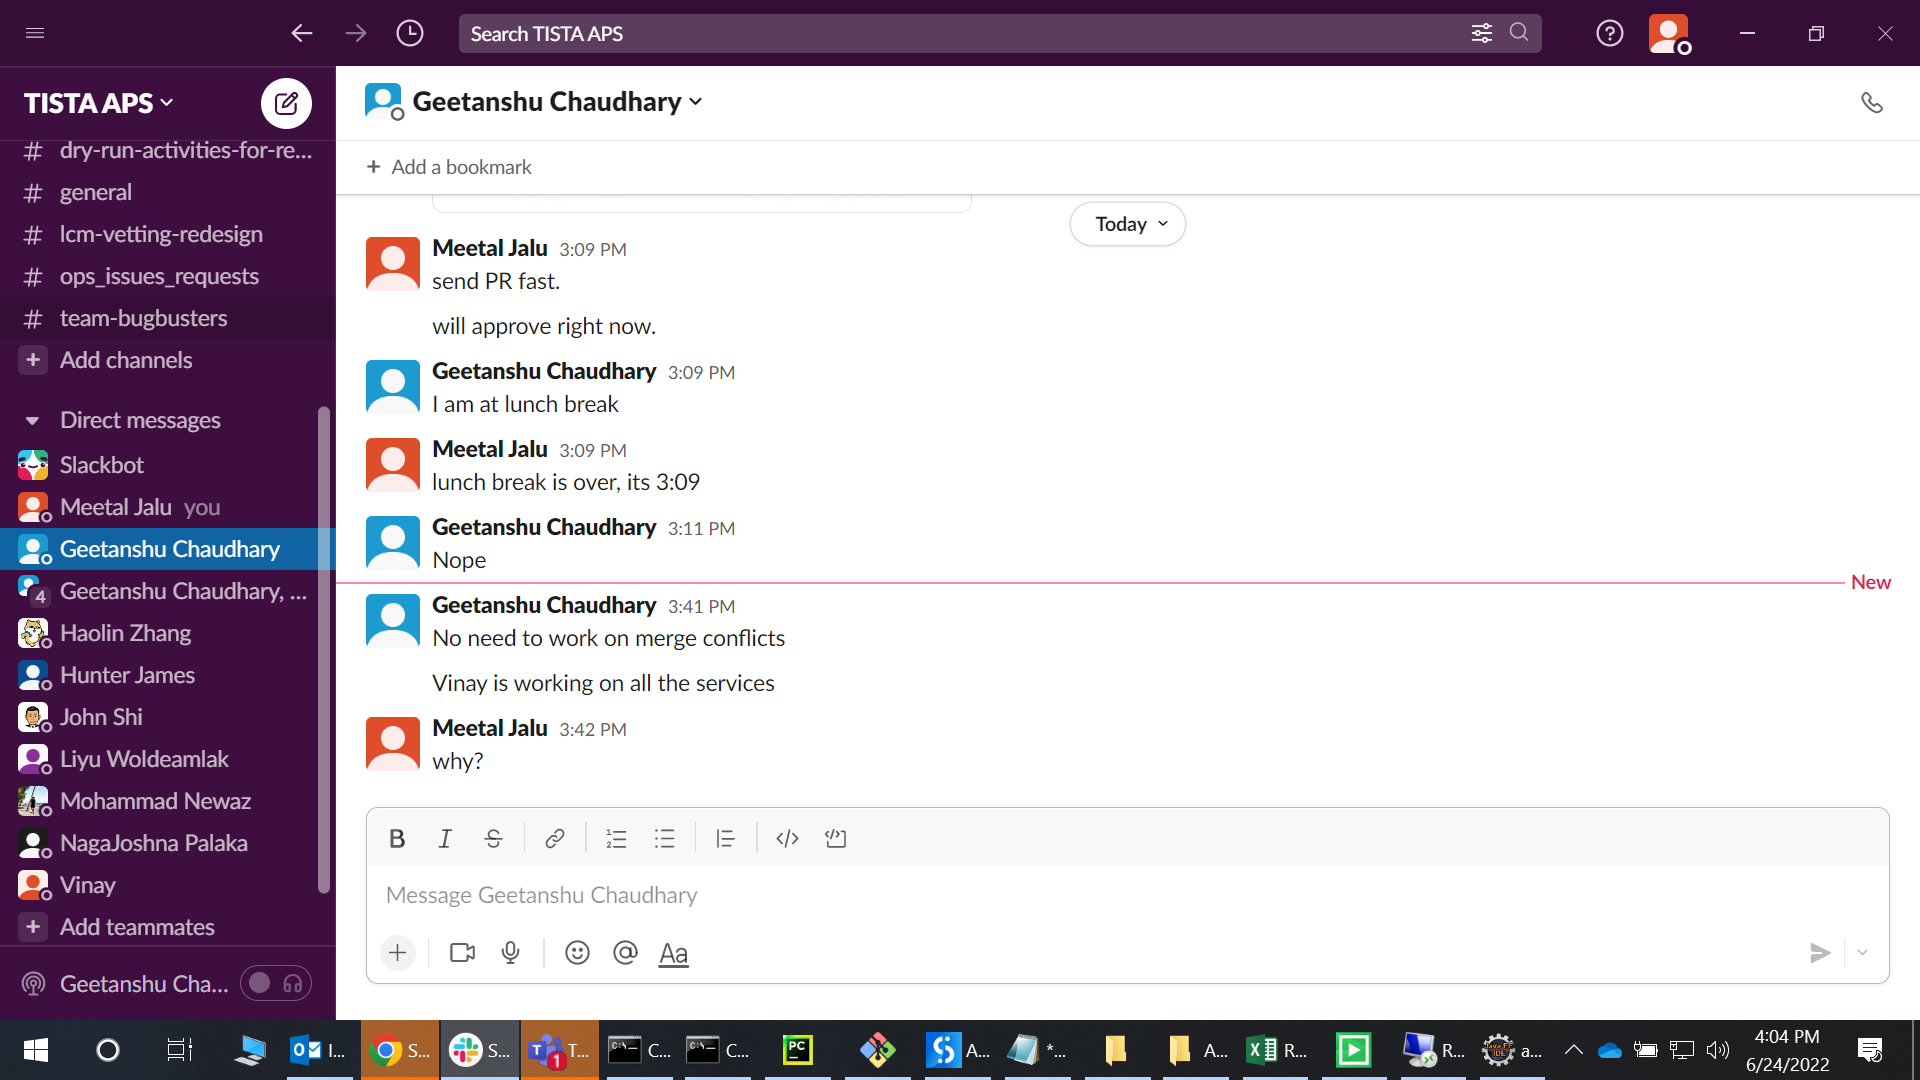 Search TISTA APS
TISTA APS
# dry-run-activities-for-re...
# general
# lcm-vetting-redesign
# ops_issues_requests
# team-bugbusters
+ Add channels
Direct messages
Slackbot
Meetal Jalu you
Geetanshu Chaudhary
4 Geetanshu Chaudhary, ...
Haolin Zhang
Hunter James
John Shi
Liyu Woldeamlak
Mohammad Newaz
NagaJoshna Palaka
Vinay
+ Add teammates
Geetanshu Cha...
Geetanshu Chaudhary
+ Add a bookmark
Today
Meetal Jalu 3:09 PM
send PR fast.
will approve right now.
Geetanshu Chaudhary 3:09 PM
I am at lunch break
Meetal Jalu 3:09 PM
lunch break is over, its 3:09
Geetanshu Chaudhary 3:11 PM
Nope
New
Geetanshu Chaudhary 3:41 PM
No need to work on merge conflicts
Vinay is working on all the services
Meetal Jalu 3:42 PM
why?
B I S
Message Geetanshu Chaudhary
+ @ Aa
I... S... S... 1 T... C... C... PC A... *... A... R... R... a...
4:04 PM
6/24/2022